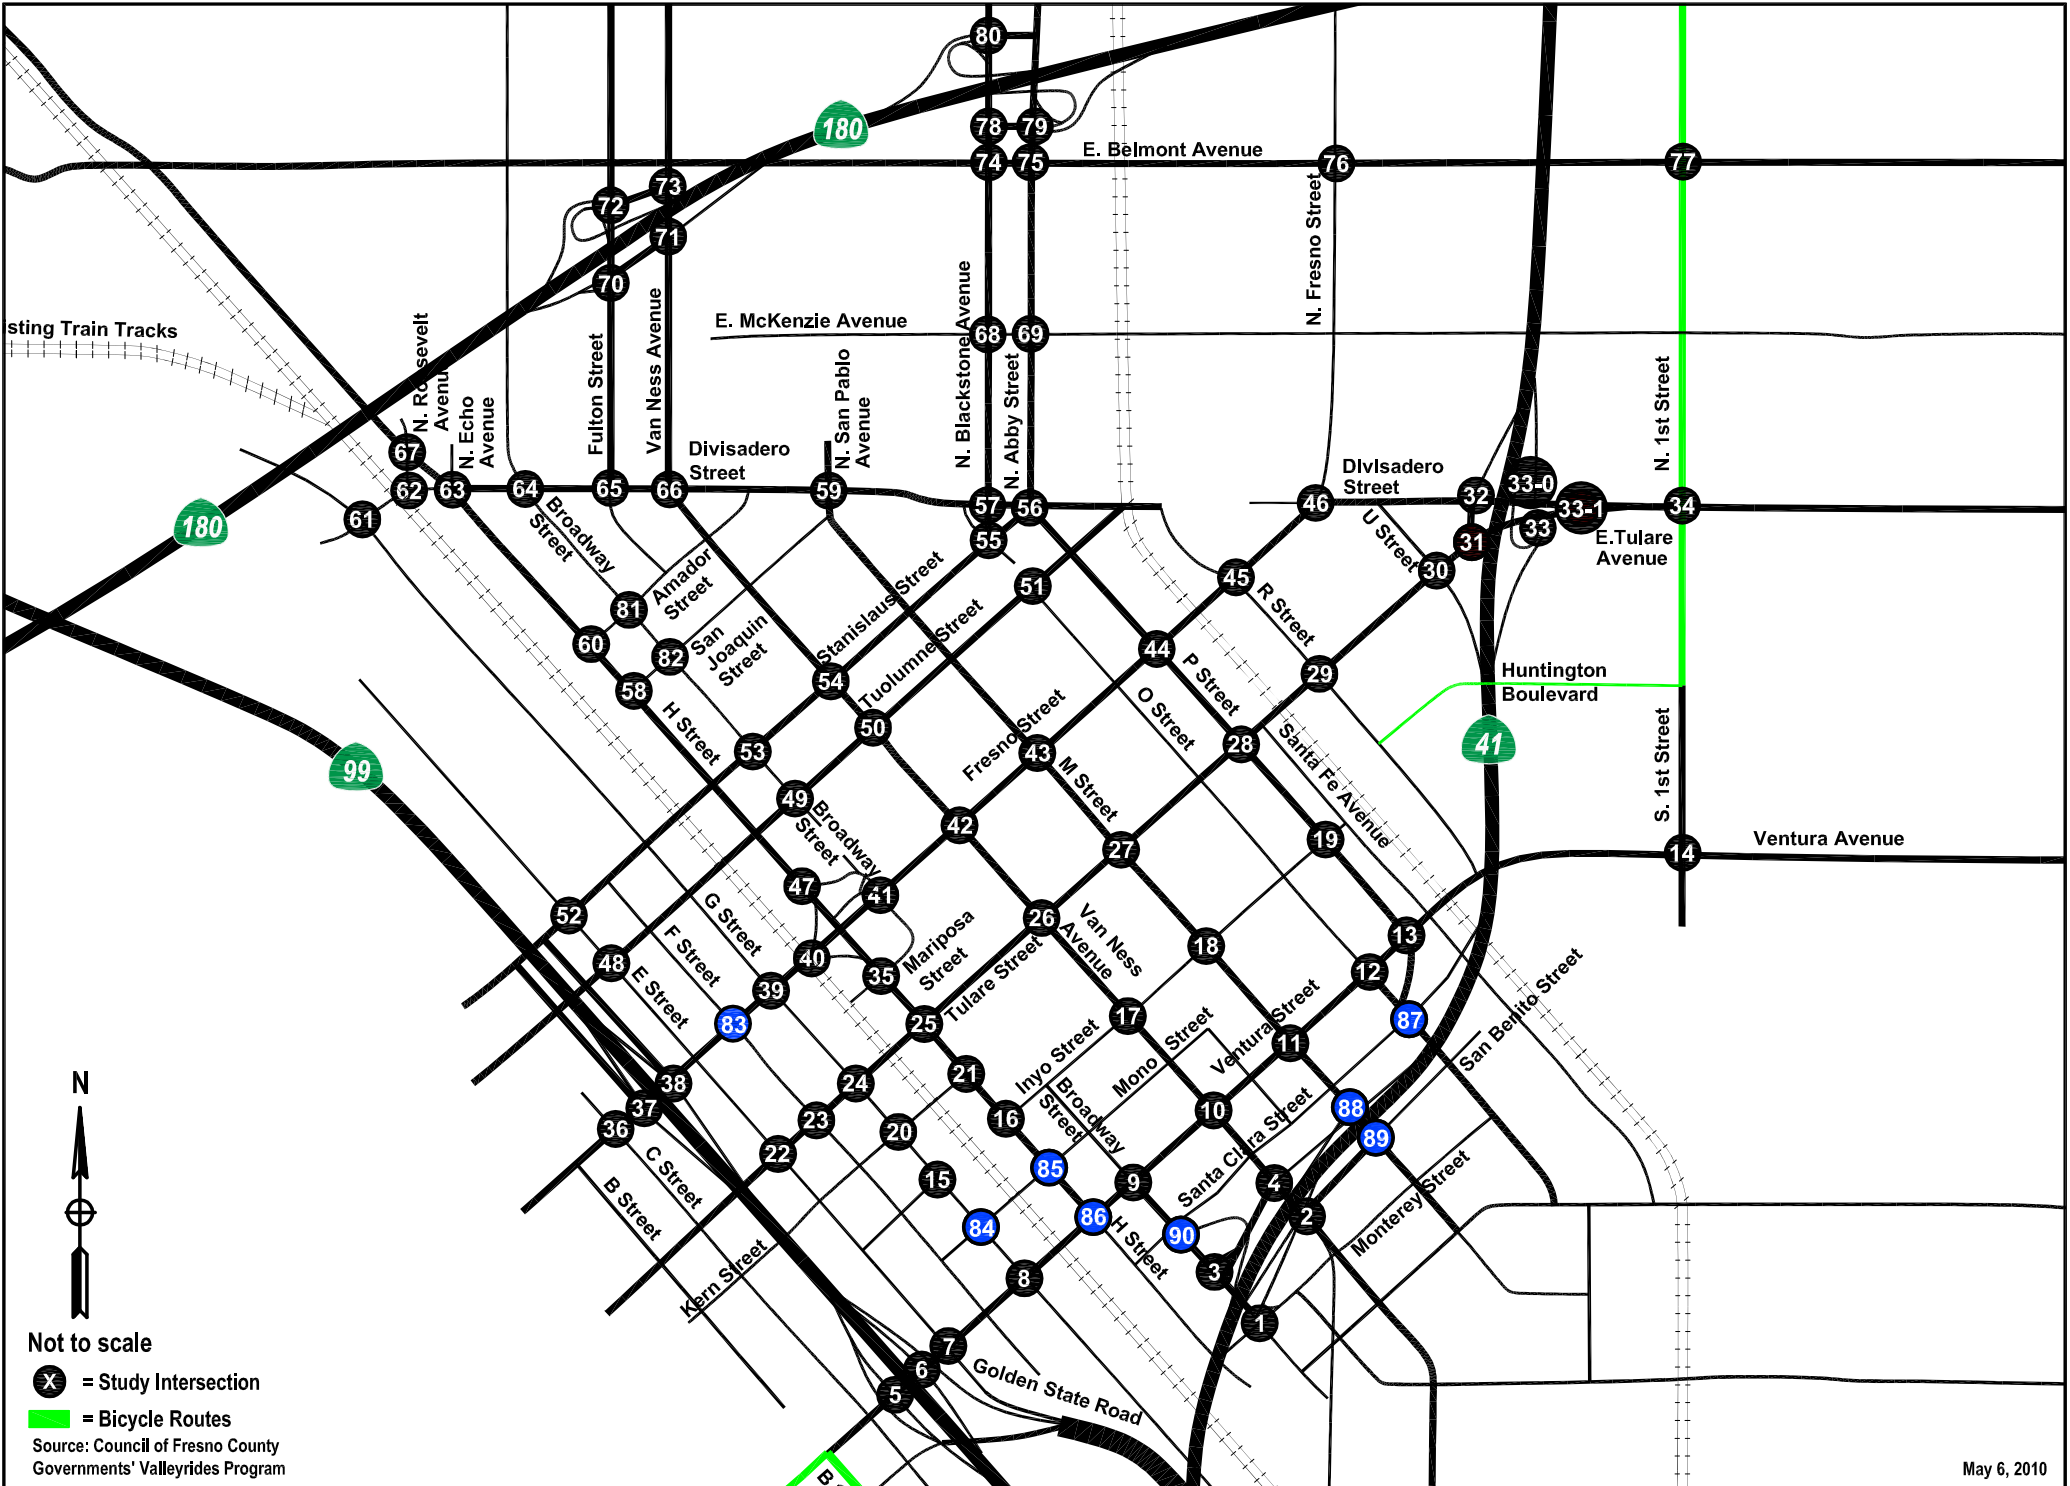 80
180
78
79
E. Belmont Avenue
74
75
76
77
73
72
71
70
N. Fresno Street
sting Train Tracks
E. McKenzie Avenue
68
69
N. Roosevelt
Avenue
N. Echo
Avenue
Fulton Street
Van Ness Avenue
N. San Pablo
Avenue
N. Blackstone Avenue
N. Abby Street
N. 1st Street
Divisadero
Street
Divisadero
Street
67
62
63
64
65
66
59
57
56
46
32
33-0
33-1
34
61
180
55
31
33
E.Tulare
Avenue
Broadway
Street
U Street
30
45
51
81
Amador
Street
R Street
60
82
San
Joaquin
Street
Stanislaus Street
Tuolumne Street
44
P Street
29
58
54
O Street
Huntington
Boulevard
H Street
50
Fresno Street
28
41
99
53
43
M Street
Santa Fe Avenue
S. 1st Street
49
Broadway
Street
42
27
19
14
Ventura Avenue
47
41
52
G Street
26
Van Ness
Avenue
18
13
F Street
48
40
35
Mariposa
Street
12
E Street
39
Tulare Street
83
25
17
87
San Benito Street
Ventura Street
11
Mono Street
Inyo Street
N
38
24
21
37
23
16
Broadway
Street
10
88
36
20
89
22
C Street
15
85
9
Santa Clara Street
4
B Street
84
86
H Street
90
2
Monterey Street
Kern Street
8
3
1
Not to scale
7
6
Golden State Road
X = Study Intersection
5
= Bicycle Routes
Source: Council of Fresno County
Governments' Valleyrides Program
B
May 6, 2010